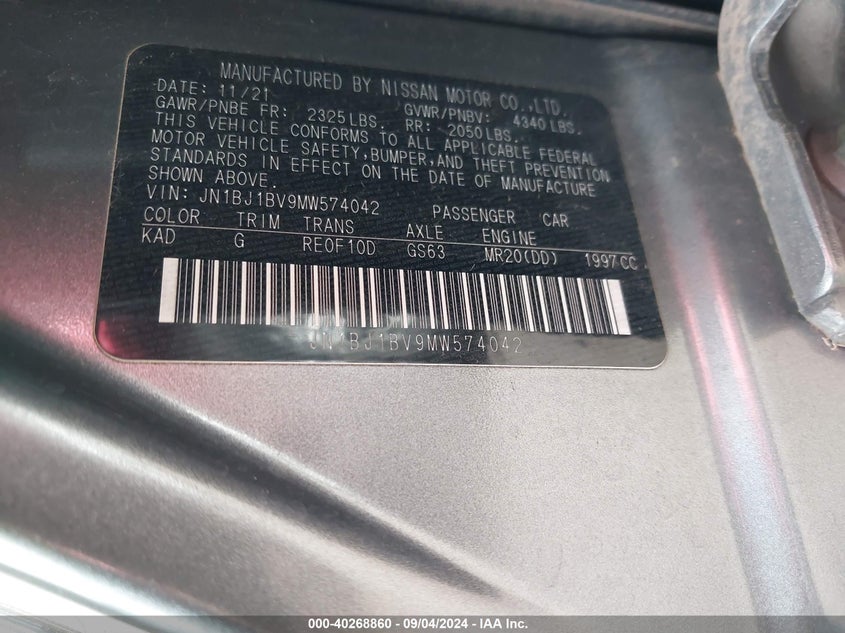 MANUFACTURED BY NISSAN MOTOR CO.,LTD.
DATE: 11/21 GVWR/PNBV: 4340 LBS.
GAWR/PNBE FR: 2325 LBS. RR: 2050 LBS.
THIS VEHICLE CONFORMS TO ALL APPLICABLE FEDERAL
MOTOR VEHICLE SAFETY,BUMPER,AND THEFT PREVENTION
STANDARDS IN EFFECT ON THE DATE OF MANUFACTURE
SHOWN ABOVE.
VIN: JN1BJ1BV9MW574042 PASSENGER CAR
COLOR TRIM TRANS AXLE ENGINE
KAD G RE0F10D GS63 MR20(DD) 1997CC
JN1BJ1BV9MW574042
000-40268860 - 09/04/2024 - IAA Inc.